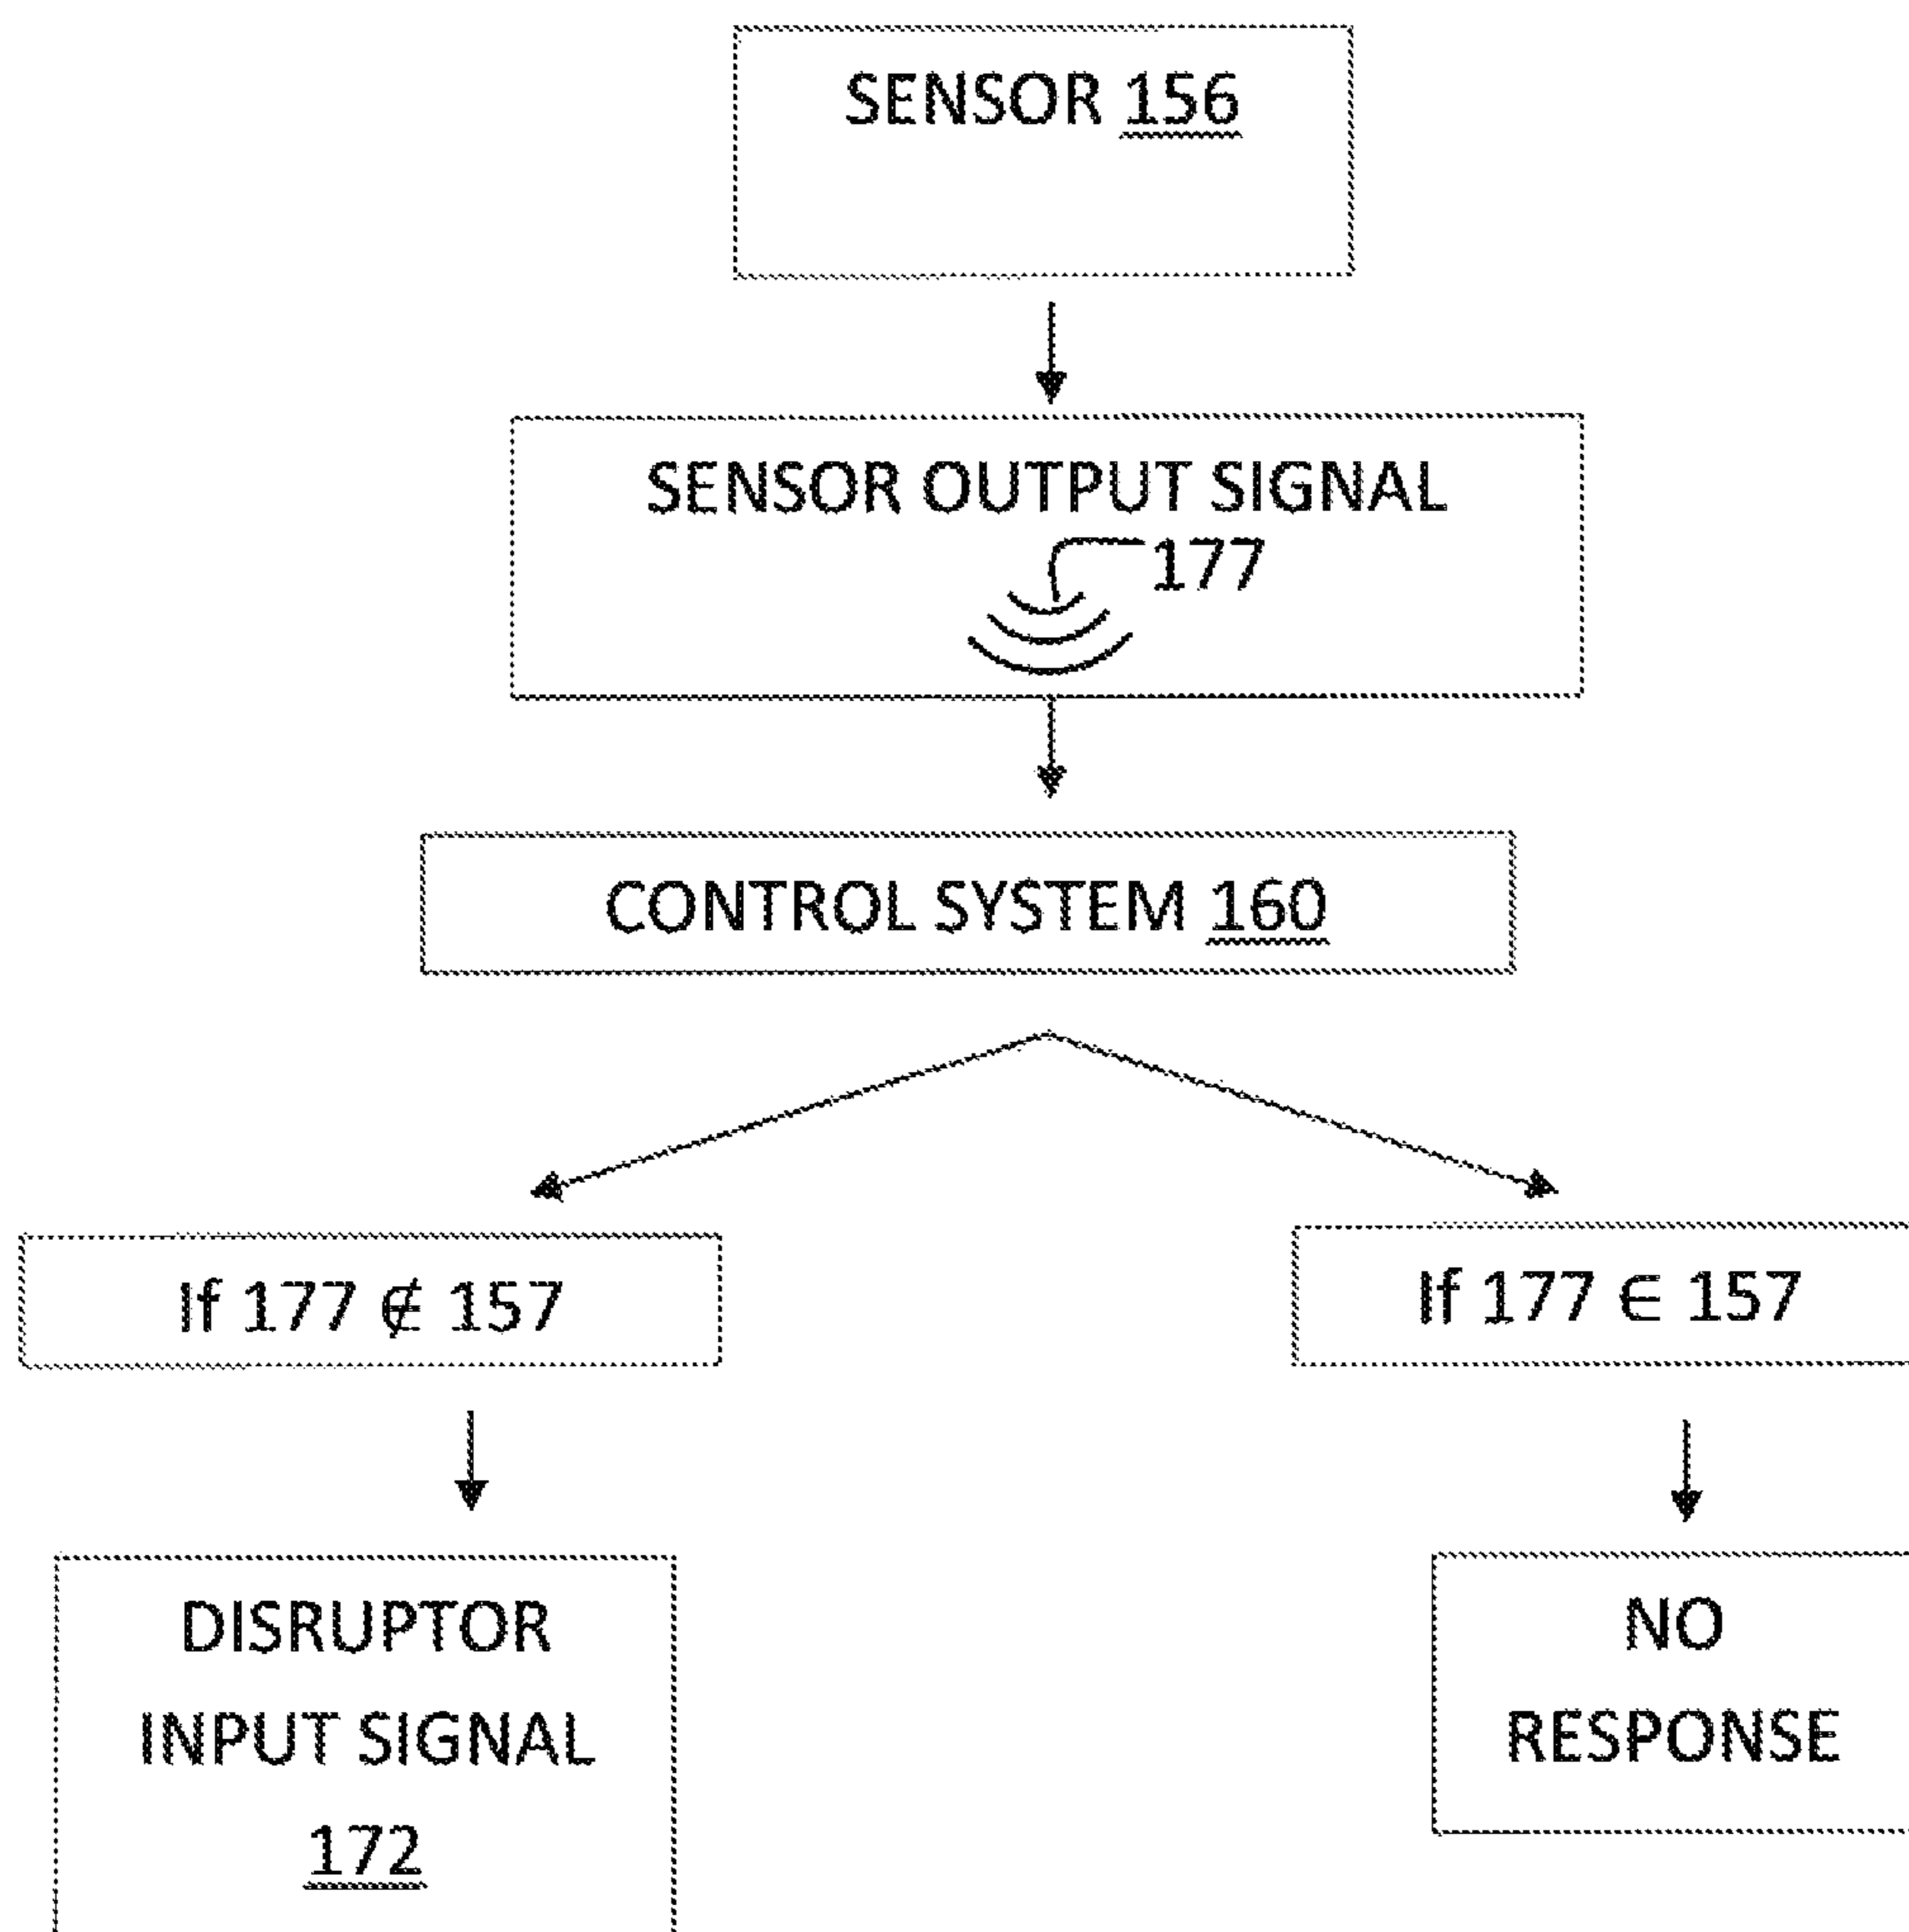 SENSOR 156
SENSOR OUTPUT SIGNAL
177
CONTROL SYSTEM 160
If 177 ∉ 157
If 177 ∈ 157
DISRUPTOR
INPUT SIGNAL
172
NO
RESPONSE